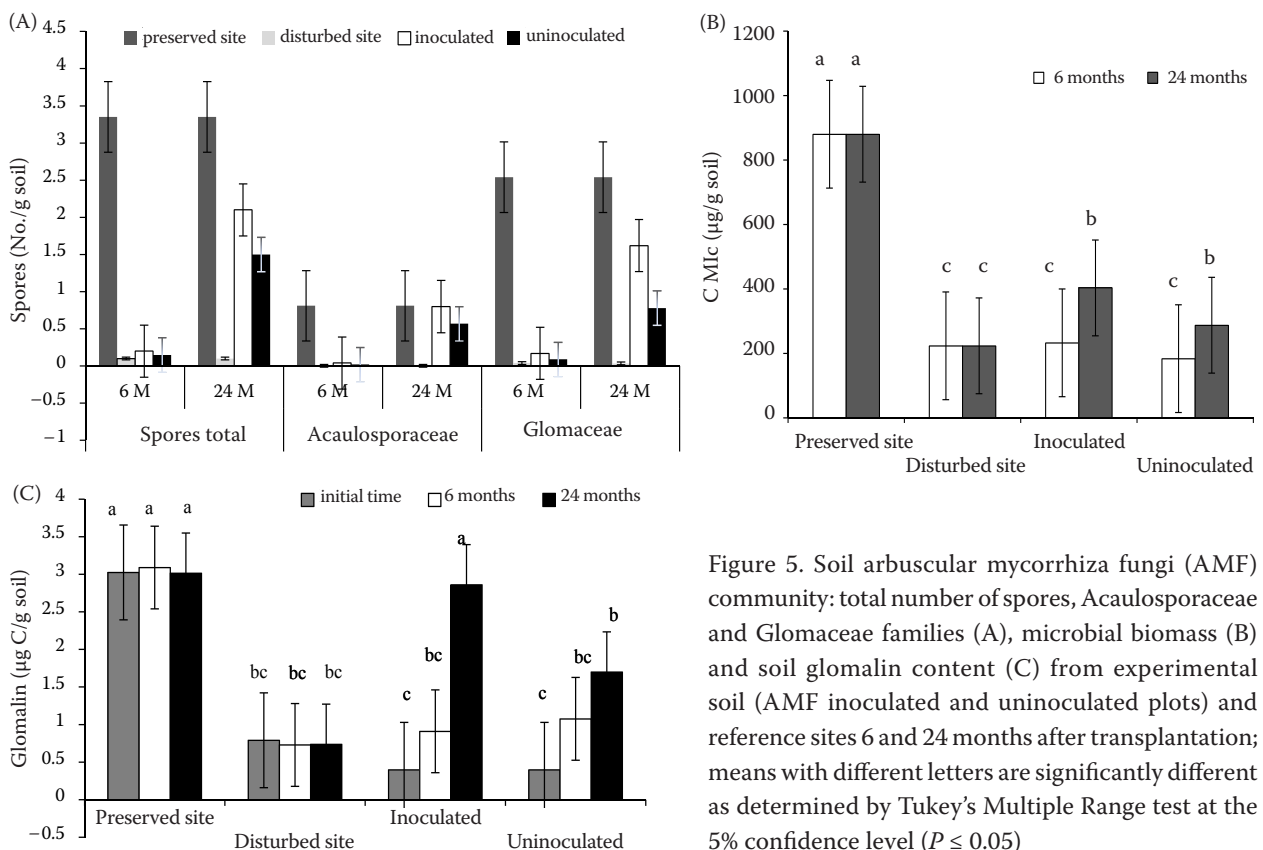 (A)
4.5
4
3.5
3
2.5
2
1.5
1
0.5
0
−0.5
−1
Spores (No./g soil)
preserved site disturbed site inoculated uninoculated
6 M 24 M 6 M 24 M 6 M 24 M
Spores total Acaulosporaceae Glomaceae
(B)
1200
1000
800
600
400
200
0
C MIc (μg/g soil)
6 months 24 months
a a
c c
c b
c b
Preserved site Inoculated
Disturbed site Uninoculated
(C)
4
3.5
3
2.5
2
1.5
1
0.5
0
−0.5
Glomalin (μg C/g soil)
initial time 6 months 24 months
a a a
bc bc bc
c bc a
c bc b
Preserved site Inoculated
Disturbed site Uninoculated
Figure 5. Soil arbuscular mycorrhiza fungi (AMF)
community: total number of spores, Acaulosporaceae
and Glomaceae families (A), microbial biomass (B)
and soil glomalin content (C) from experimental
soil (AMF inoculated and uninoculated plots) and
reference sites 6 and 24 months after transplantation;
means with different letters are significantly different
as determined by Tukey's Multiple Range test at the
5% confidence level (P ≤ 0.05)